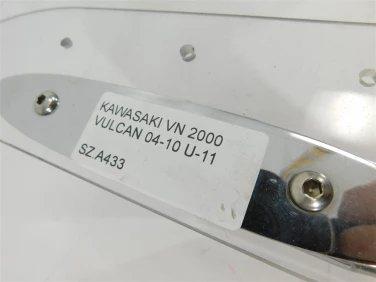 KAWASAKI VN 2000
VULCAN 04-10 U-11
SZ.A433